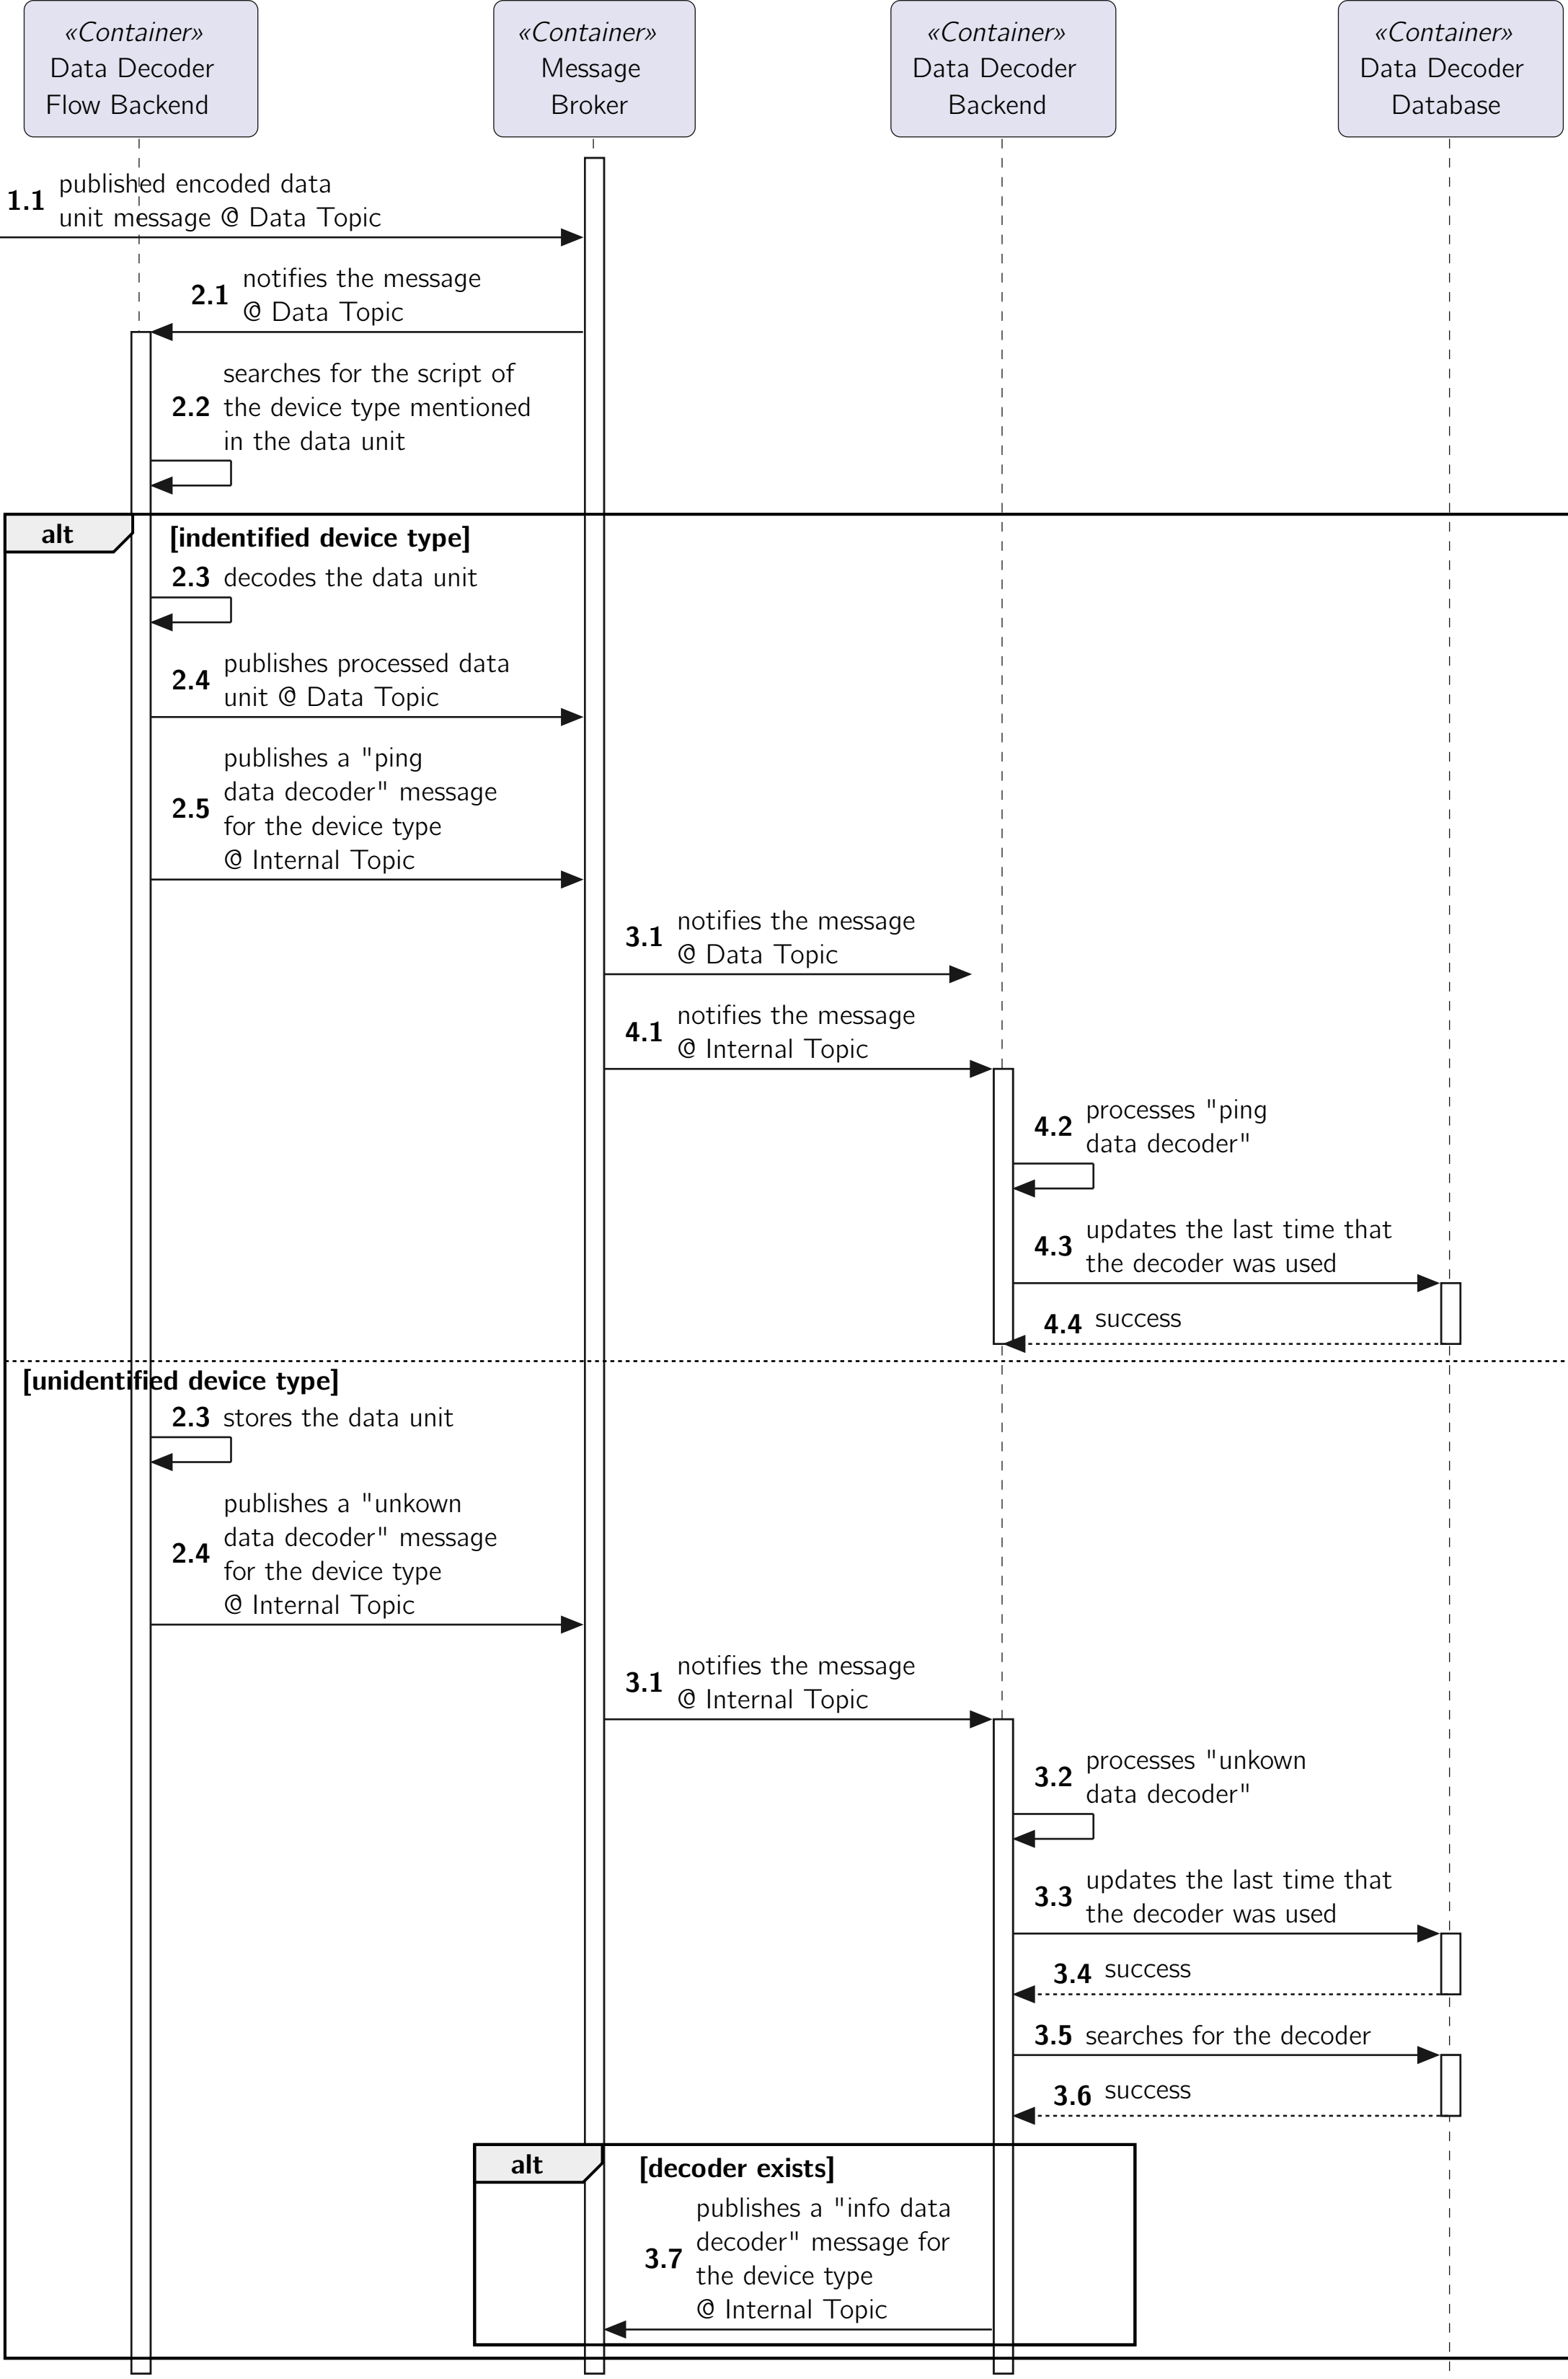 «Container»
Data Decoder
Flow Backend
«Container»
Message
Broker
«Container»
Data Decoder
Backend
«Container»
Data Decoder
Database
1.1 published encoded data
unit message @ Data Topic
2.1 notifies the message
@ Data Topic
2.2 searches for the script of
the device type mentioned
in the data unit
alt [indentified device type]
2.3 decodes the data unit
2.4 publishes processed data
unit @ Data Topic
2.5 publishes a "ping
data decoder" message
for the device type
@ Internal Topic
3.1 notifies the message
@ Data Topic
4.1 notifies the message
@ Internal Topic
4.2 processes "ping
data decoder"
4.3 updates the last time that
the decoder was used
4.4 success
[unidentified device type]
2.3 stores the data unit
2.4 publishes a "unkown
data decoder" message
for the device type
@ Internal Topic
3.1 notifies the message
@ Internal Topic
3.2 processes "unkown
data decoder"
3.3 updates the last time that
the decoder was used
3.4 success
3.5 searches for the decoder
3.6 success
alt [decoder exists]
3.7 publishes a "info data
decoder" message for
the device type
@ Internal Topic